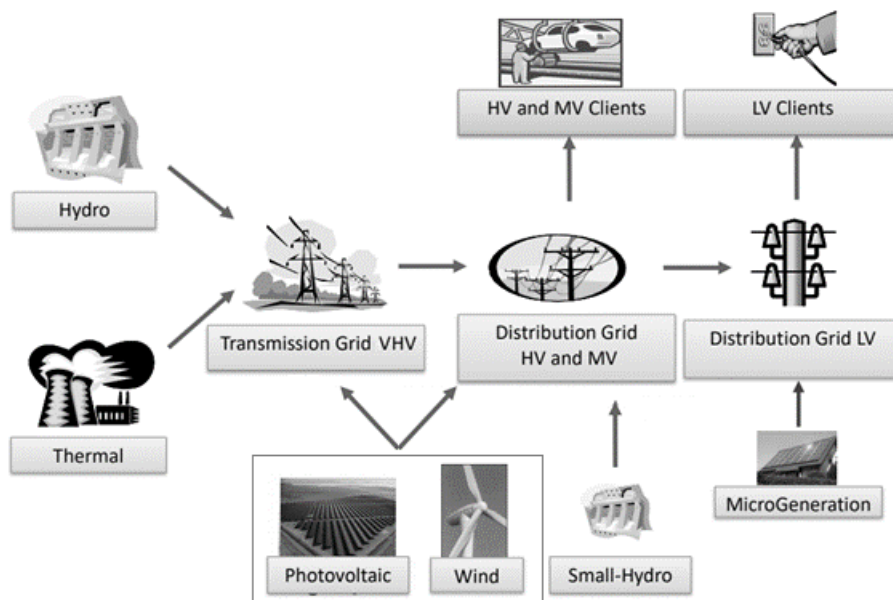 HV and MV Clients
LV Clients
Hydro
Transmission Grid VHV
Distribution Grid
HV and MV
Distribution Grid LV
Thermal
MicroGeneration
Photovoltaic
Wind
Small-Hydro